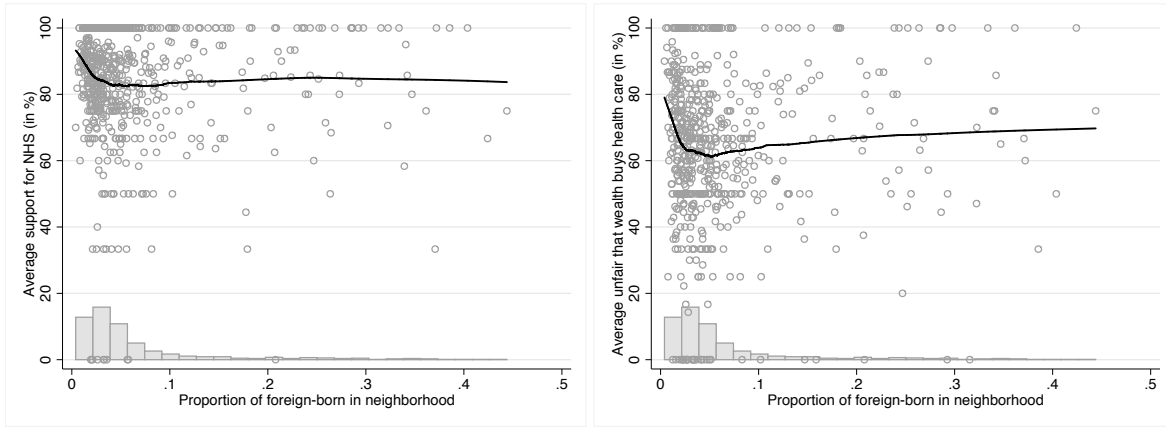 Average support for NHS (in %)
100
80
60
40
20
0
0 .1 .2 .3 .4 .5
Proportion of foreign-born in neighborhood
Average unfair that wealth buys health care (in %)
100
80
60
40
20
0
0 .1 .2 .3 .4 .5
Proportion of foreign-born in neighborhood